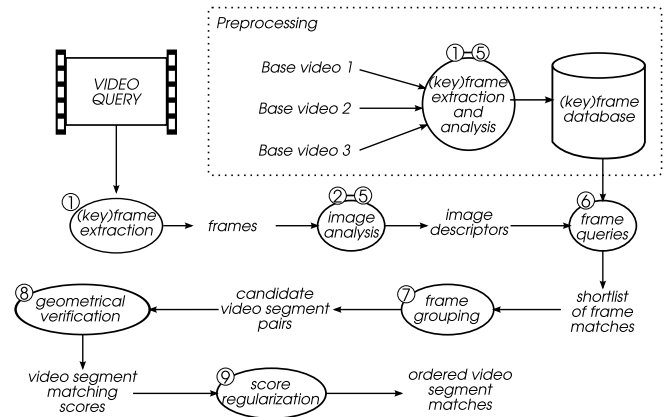 Preprocessing
VIDEO
QUERY
Base video 1
Base video 2
Base video 3
①–⑤
(key)frame
extraction
and
analysis
(key)frame
database
①
(key)frame
extraction
frames
②–⑤
image
analysis
image
descriptors
⑥
frame
queries
shortlist
of frame
matches
⑦
frame
grouping
candidate
video segment
pairs
⑧
geometrical
verification
video segment
matching
scores
⑨
score
regularization
ordered video
segment
matches